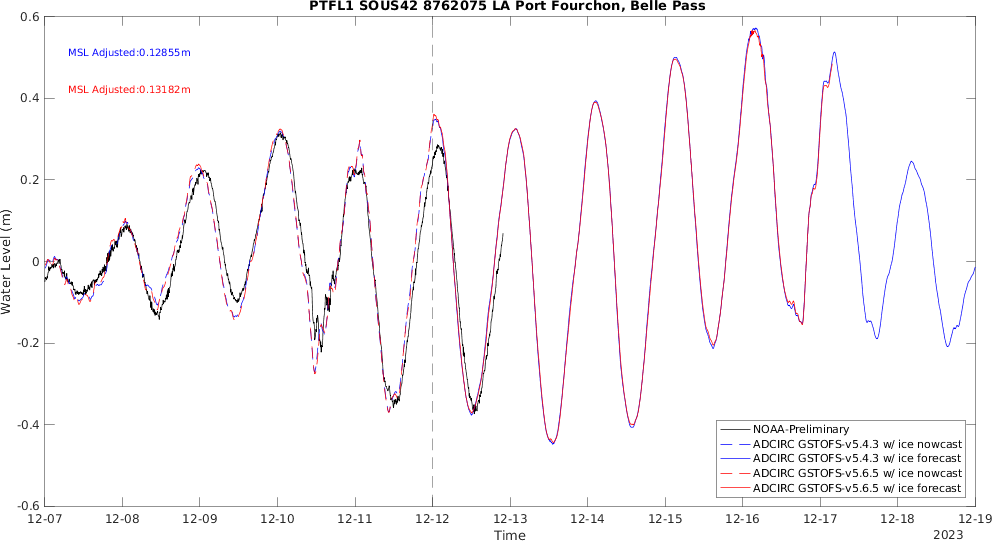 PTFL1 SOUS42 8762075 LA Port Fourchon, Belle Pass
MSL Adjusted:0.12855m
MSL Adjusted:0.13182m
Water Level (m)
0.6
0.4
0.2
0
-0.2
-0.4
-0.6
NOAA-Preliminary
ADCIRC GSTOFS-v5.4.3 w/ ice nowcast
ADCIRC GSTOFS-v5.4.3 w/ ice forecast
ADCIRC GSTOFS-v5.6.5 w/ ice nowcast
ADCIRC GSTOFS-v5.6.5 w/ ice forecast
12-07 12-08 12-09 12-10 12-11 12-12 12-13 12-14 12-15 12-16 12-17 12-18 12-19
Time
2023